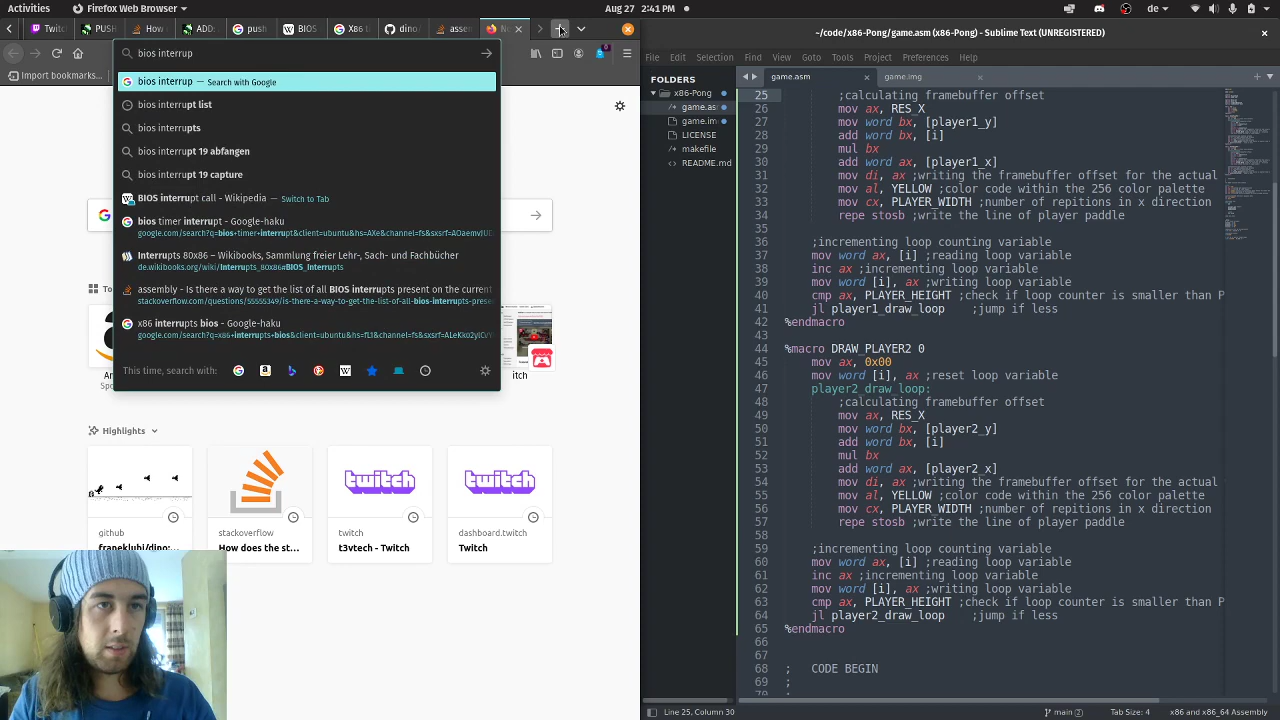 Activities
Firefox Web Browser
Aug 27 2:41 PM
de
Twitch
PUSH
How
ADD:
push
BIOS
X86 I
dino
assem
~/code/x86-Pong/game.asm (x86-Pong) - Sublime Text (UNREGISTERED)
bios interrup
File Edit Selection Find View Goto Tools Project Preferences Help
Import bookmarks...
bios interrup — Search with Google
bios interrupt list
bios interrupts
bios interrupt 19 abfangen
bios interrupt 19 capture
BIOS interrupt call - Wikipedia — Switch to Tab
bios timer interrupt - Google-haku
google.com/search?q=bios+timer+interrupt&client=ubuntu&hs=AXe&channel=fs&sxsrf=
Interrupts 80x86 – Wikibooks, Sammlung freier Lehr-, Sach- und Fachbücher
de.wikibooks.org/wiki/Interrupts_80x86#BIOS_Interrupts
assembly - Is there a way to get the list of all BIOS interrupts present on the current
stackoverflow.com/questions/55555349/is-there-a-way-to-get-the-list-of-all-bios-interrupts-prese
x86 interrupts bios - Google-haku
google.com/search?q=x86+interrupts+bios&client=ubuntu&hs=
This time, search with:
To
itch
Highlights
github
franeklubi/dino:...
stackoverflow
How does the st...
twitch
t3vtech - Twitch
dashboard.twitch
Twitch
FOLDERS
x86-Pong
game.asm
game.im
LICENSE
makefile
README.md
game.asm
game.img
25 ;calculating framebuffer offset
26 mov ax, RES_X
27 mov word bx, [player1_y]
28 add word bx, [i]
29 mul bx
30 add word ax, [player1_x]
31 mov di, ax ;writing the framebuffer offset for the actual
32 mov al, YELLOW ;color code within the 256 color palette
33 mov cx, PLAYER_WIDTH ;number of repitions in x direction
34 repe stosb ;write the line of player paddle
35
36 ;incrementing loop counting variable
37 mov word ax, [i] ;reading loop variable
38 inc ax ;incrementing loop variable
39 mov word [i], ax ;writing loop variable
40 cmp ax, PLAYER_HEIGHT ;check if loop counter is smaller than P
41 jl player1_draw_loop ;jump if less
42 %endmacro
43
44 %macro DRAW_PLAYER2 0
45 mov ax, 0x00
46 mov word [i], ax ;reset loop variable
47 player2_draw_loop:
48 ;calculating framebuffer offset
49 mov ax, RES_X
50 mov word bx, [player2_y]
51 add word bx, [i]
52 mul bx
53 add word ax, [player2_x]
54 mov di, ax ;writing the framebuffer offset for the actual
55 mov al, YELLOW ;color code within the 256 color palette
56 mov cx, PLAYER_WIDTH ;number of repitions in x direction
57 repe stosb ;write the line of player paddle
58
59 ;incrementing loop counting variable
60 mov word ax, [i] ;reading loop variable
61 inc ax ;incrementing loop variable
62 mov word [i], ax ;writing loop variable
63 cmp ax, PLAYER_HEIGHT ;check if loop counter is smaller than P
64 jl player2_draw_loop ;jump if less
65 %endmacro
66
67
68 ; CODE BEGIN
69 ;
70 ;
Line 25, Column 30
main (2)
Tab Size: 4
x86 and x86_64 Assembly